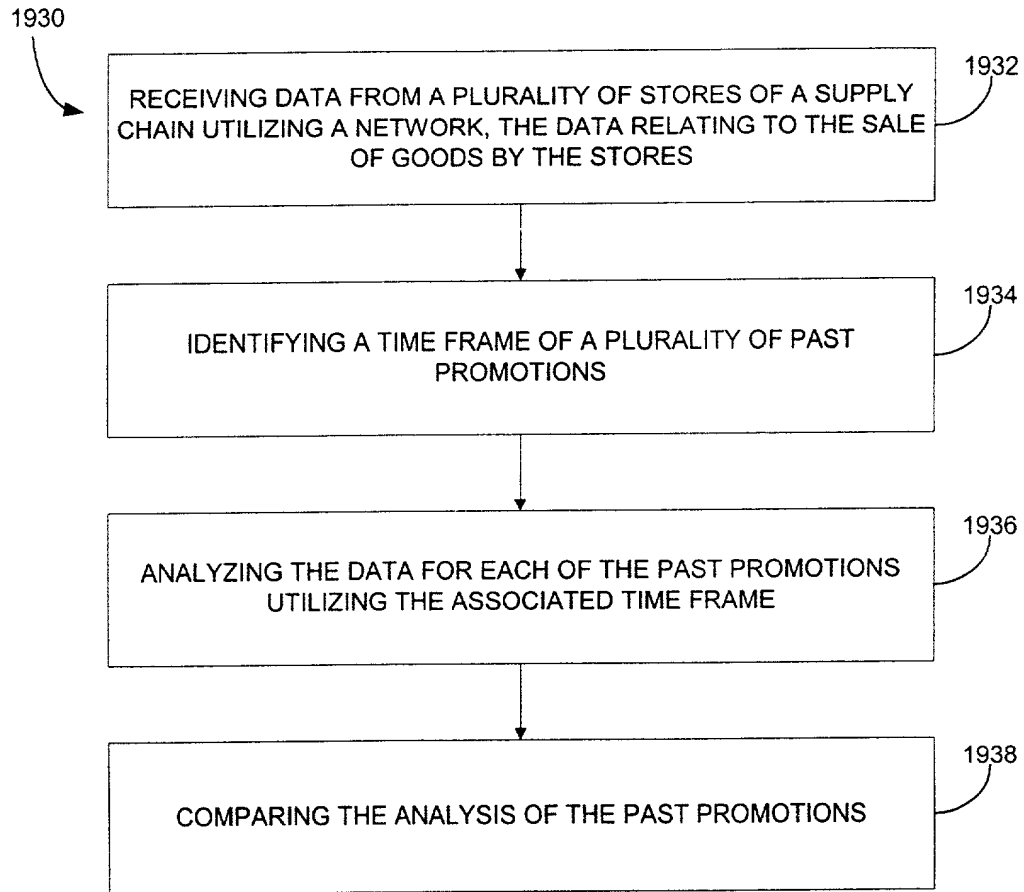 1930
1932
RECEIVING DATA FROM A PLURALITY OF STORES OF A SUPPLY
CHAIN UTILIZING A NETWORK, THE DATA RELATING TO THE SALE
OF GOODS BY THE STORES
1934
IDENTIFYING A TIME FRAME OF A PLURALITY OF PAST
PROMOTIONS
1936
ANALYZING THE DATA FOR EACH OF THE PAST PROMOTIONS
UTILIZING THE ASSOCIATED TIME FRAME
1938
COMPARING THE ANALYSIS OF THE PAST PROMOTIONS